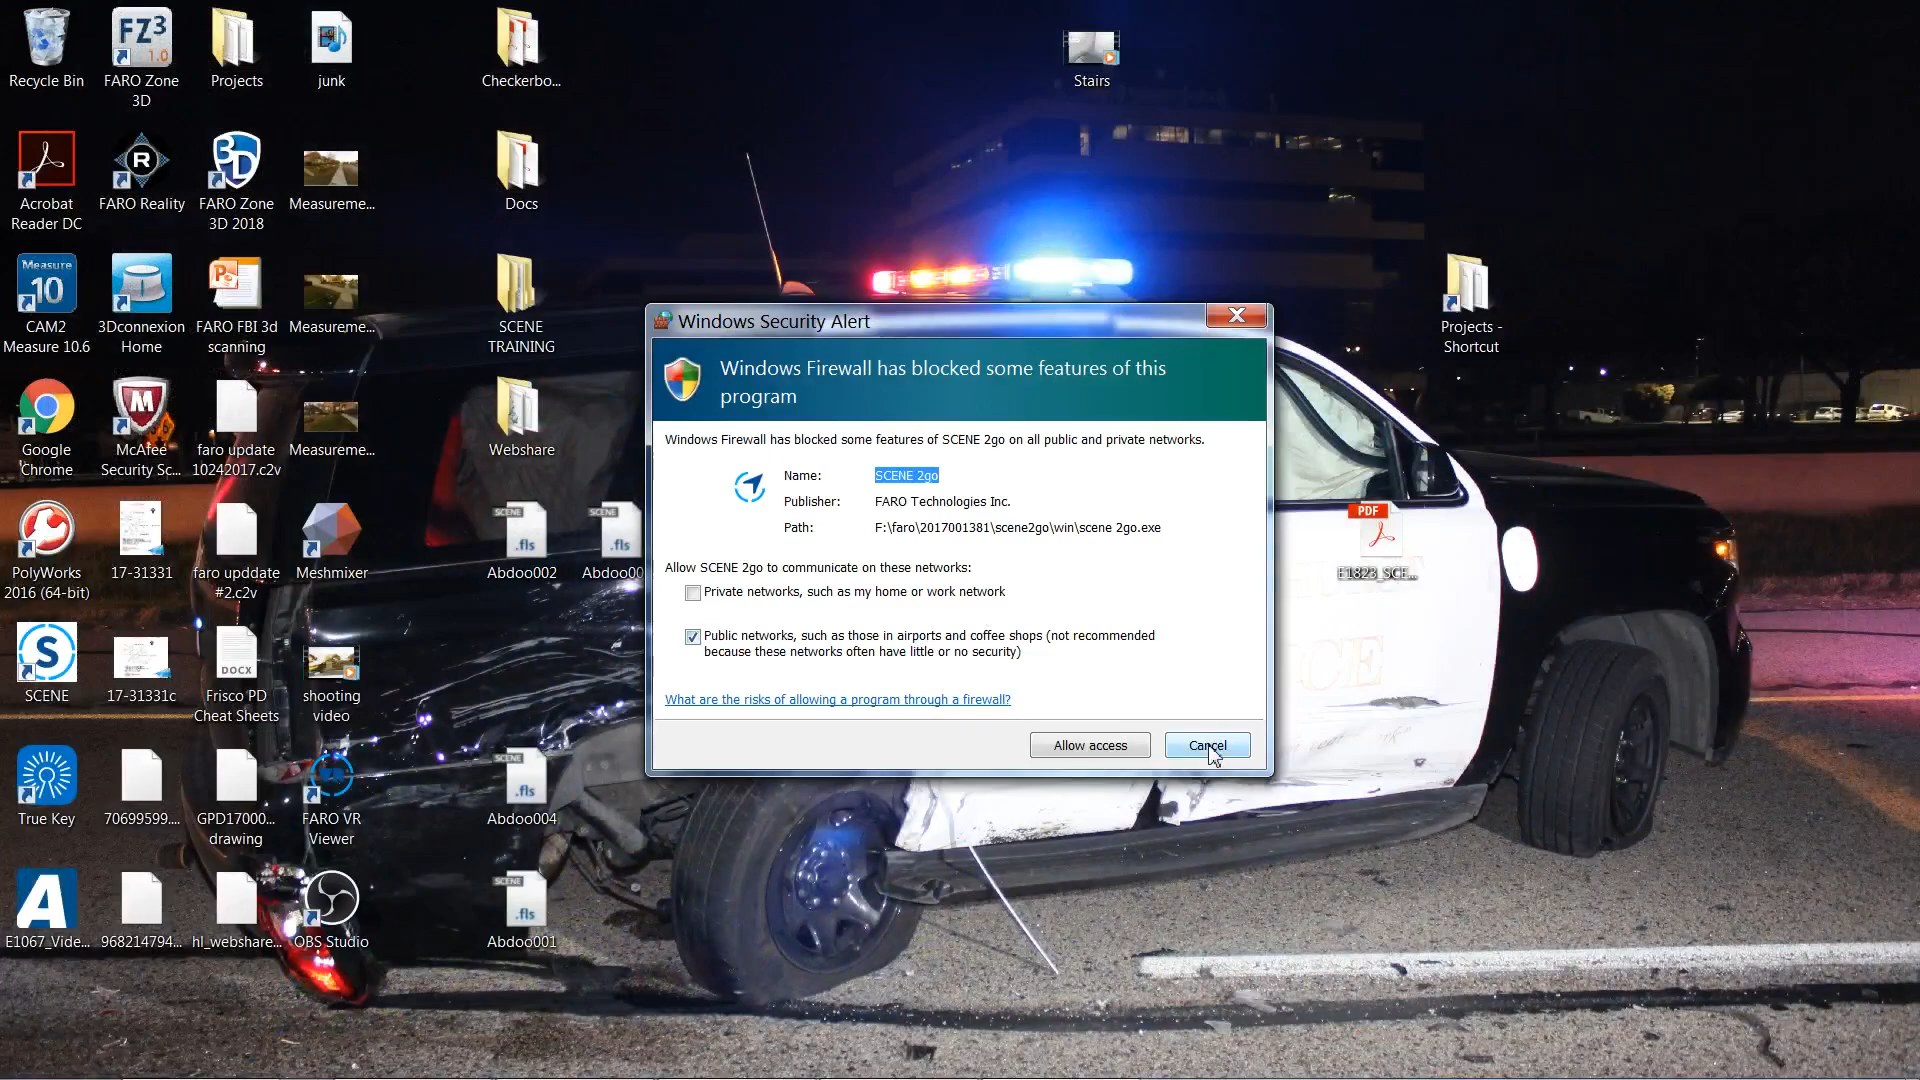 Recycle Bin
FZ3
1.0
FARO Zone
3D
Projects
junk
Checkerbo...
Stairs
Acrobat
Reader DC
R
FARO Reality
3D
FARO Zone
3D 2018
Measureme...
Docs
Measure
10
CAM2
Measure 10.6
3Dconnexion
Home
FARO FBI 3d
scanning
Measureme...
SCENE
TRAINING
Projects -
Shortcut
Google
Chrome
McAfee
Security Sc...
faro update
10242017.c2v
Measureme...
Webshare
PolyWorks
2016 (64-bit)
17-31331
faro upddate
#2.c2v
Meshmixer
SCENE
.fls
Abdoo002
SCENE
.fls
Abdoo00
PDF
E1823_SCE...
S
SCENE
17-31331c
DOCX
Frisco PD
Cheat Sheets
shooting
video
True Key
70699599....
GPD17000...
drawing
VR
FARO VR
Viewer
SCENE
.fls
Abdoo004
A
E1067_Vide...
968214794...
hl_webshare...
OBS Studio
SCENE
.fls
Abdoo001
Windows Security Alert
Windows Firewall has blocked some features of this
program
Windows Firewall has blocked some features of SCENE 2go on all public and private networks.
Name: SCENE 2go
Publisher: FARO Technologies Inc.
Path: F:\faro\2017001381\scene2go\win\scene 2go.exe
Allow SCENE 2go to communicate on these networks:
Private networks, such as my home or work network
Public networks, such as those in airports and coffee shops (not recommended
because these networks often have little or no security)
What are the risks of allowing a program through a firewall?
Allow access
Cancel